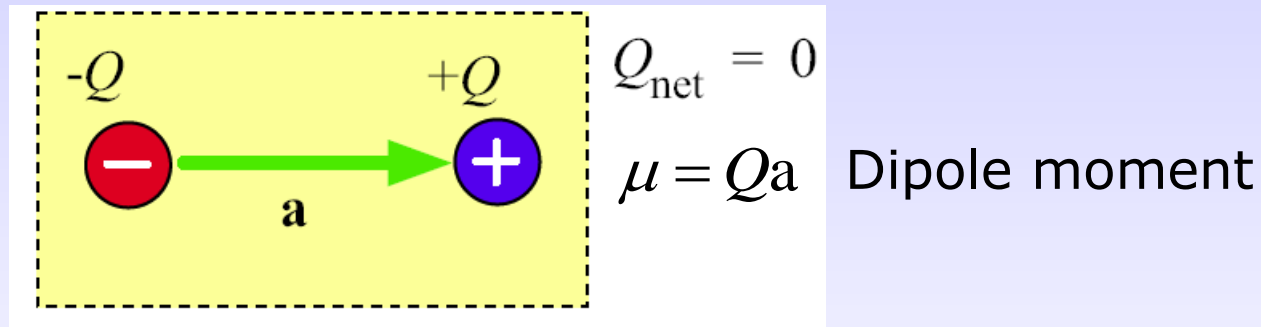 -Q +Q
Q_net = 0
− +
a
μ = Qa Dipole moment